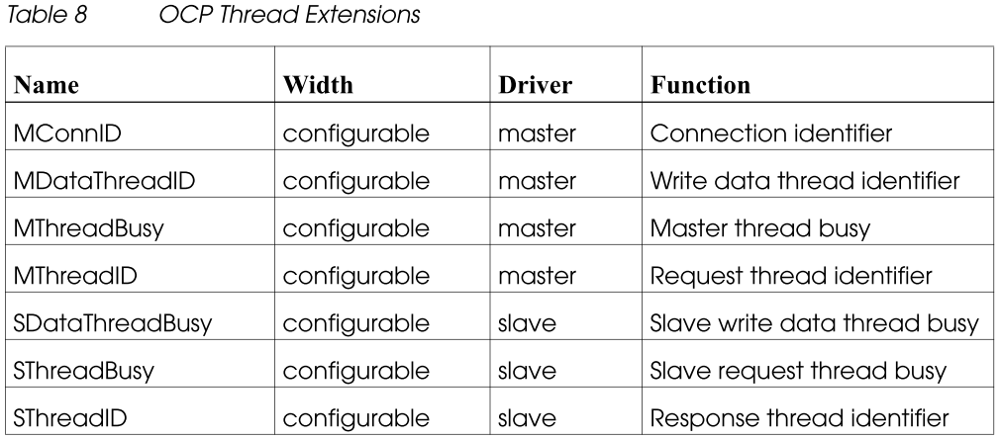 Table 8 OCP Thread Extensions
Name Width Driver Function
MConnID configurable master Connection identifier
MDataThreadID configurable master Write data thread identifier
MThreadBusy configurable master Master thread busy
MThreadID configurable master Request thread identifier
SDataThreadBusy configurable slave Slave write data thread busy
SThreadBusy configurable slave Slave request thread busy
SThreadID configurable slave Response thread identifier